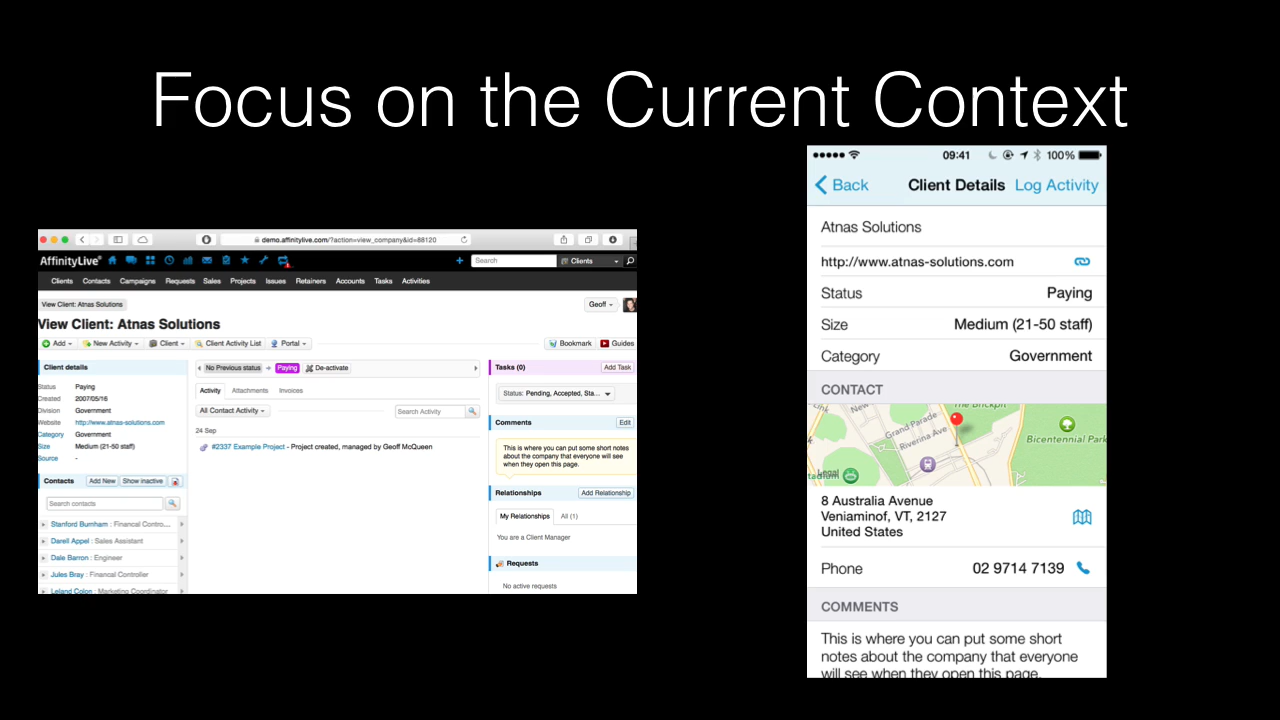 Focus on the Current Context
demo.affinitylive.com/?action=view_company&id=88120
AffinityLive®
Search
Clients
Clients Contacts Campaigns Requests Sales Projects Issues Retainers Accounts Tasks Activities
View Client: Atnas Solutions
Geoff
View Client: Atnas Solutions
Add New Activity Client Client Activity List Portal
Bookmark Guides
Client details
Status Paying
Created 2007/05/16
Division Government
Website http://www.atnas-solutions.com
Category Government
Size Medium (21-50 staff)
Source -
Contacts Add New Show inactive
Search contacts
Stanford Burnham : Financal Contro...
Darell Appel : Sales Assistant
Dale Barron : Engineer
Jules Bray : Financal Controller
Leland Colon : Marketing Coordinator
No Previous status Paying De-activate
Activity Attachments Invoices
All Contact Activity
Search Activity
24 Sep
#2337 Example Project - Project created, managed by Geoff McQueen
Tasks (0) Add Task
Status: Pending, Accepted, Sta...
Comments Edit
This is where you can put some short notes
about the company that everyone will see
when they open this page.
Relationships Add Relationship
My Relationships All (1)
You are a Client Manager
Requests
No active requests
09:41 100%
Back Client Details Log Activity
Atnas Solutions
http://www.atnas-solutions.com
Status Paying
Size Medium (21-50 staff)
Category Government
CONTACT
The Brickpit
Grand Parade
Riverina Ave
Bicentennial Park
8 Australia Avenue
Veniaminof, VT, 2127
United States
Phone 02 9714 7139
COMMENTS
This is where you can put some short
notes about the company that everyone
will see when they open this page.